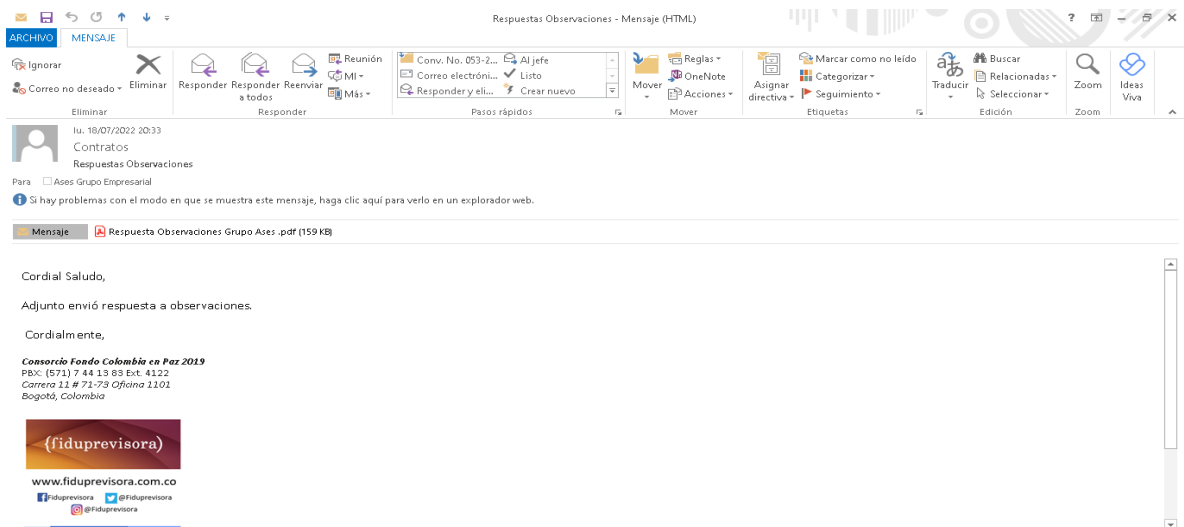 Respuestas Observaciones - Mensaje (HTML)
ARCHIVO MENSAJE
Ignorar
Correo no deseado
Eliminar
Eliminar
Responder Responder a todos Reenviar
Reunión
MI
Más
Responder
Conv. No. 053-2... Al jefe
Correo electróni... Listo
Responder y eli... Crear nuevo
Pasos rápidos
Mover
Reglas
OneNote
Acciones
Mover
Asignar directiva
Marcar como no leído
Categorizar
Seguimiento
Etiquetas
Traducir
Buscar
Relacionadas
Seleccionar
Edición
Zoom
Zoom
Ideas
Viva
lu. 18/07/2022 20:33
Contratos
Respuestas Observaciones
Para Ases Grupo Empresarial
Si hay problemas con el modo en que se muestra este mensaje, haga clic aquí para verlo en un explorador web.
Mensaje Respuesta Observaciones Grupo Ases .pdf (159 KB)
Cordial Saludo,
Adjunto envió respuesta a observaciones.
Cordialmente,
Consorcio Fondo Colombia en Paz 2019
PBX: (571) 7 44 13 83 Ext. 4122
Carrera 11 # 71-73 Oficina 1101
Bogotá, Colombia
{fiduprevisora)
www.fiduprevisora.com.co
Fiduprevisora @Fiduprevisora
@Fiduprevisora